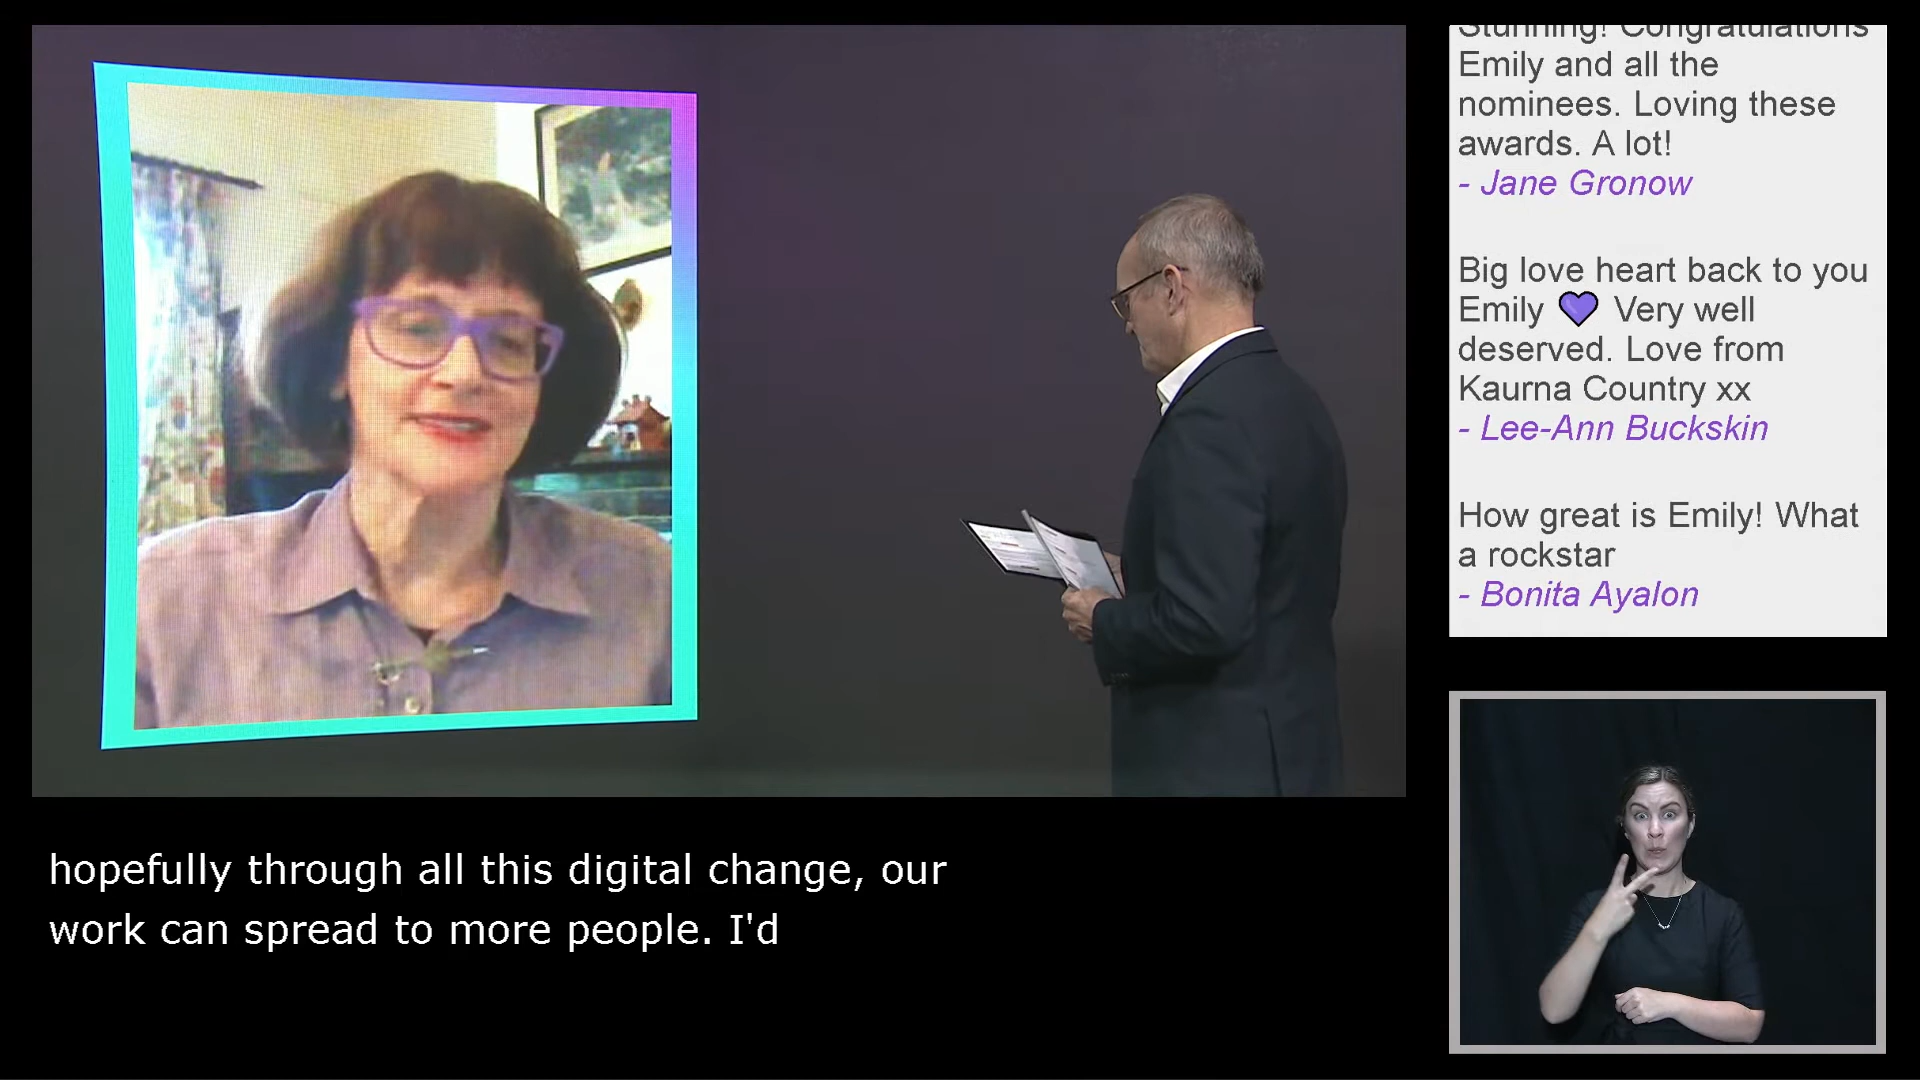 Stunning! Congratulations
Emily and all the
nominees. Loving these
awards. A lot!
- Jane Gronow
Big love heart back to you
Emily 💜 Very well
deserved. Love from
Kaurna Country xx
- Lee-Ann Buckskin
How great is Emily! What
a rockstar
- Bonita Ayalon
hopefully through all this digital change, our
work can spread to more people. I'd